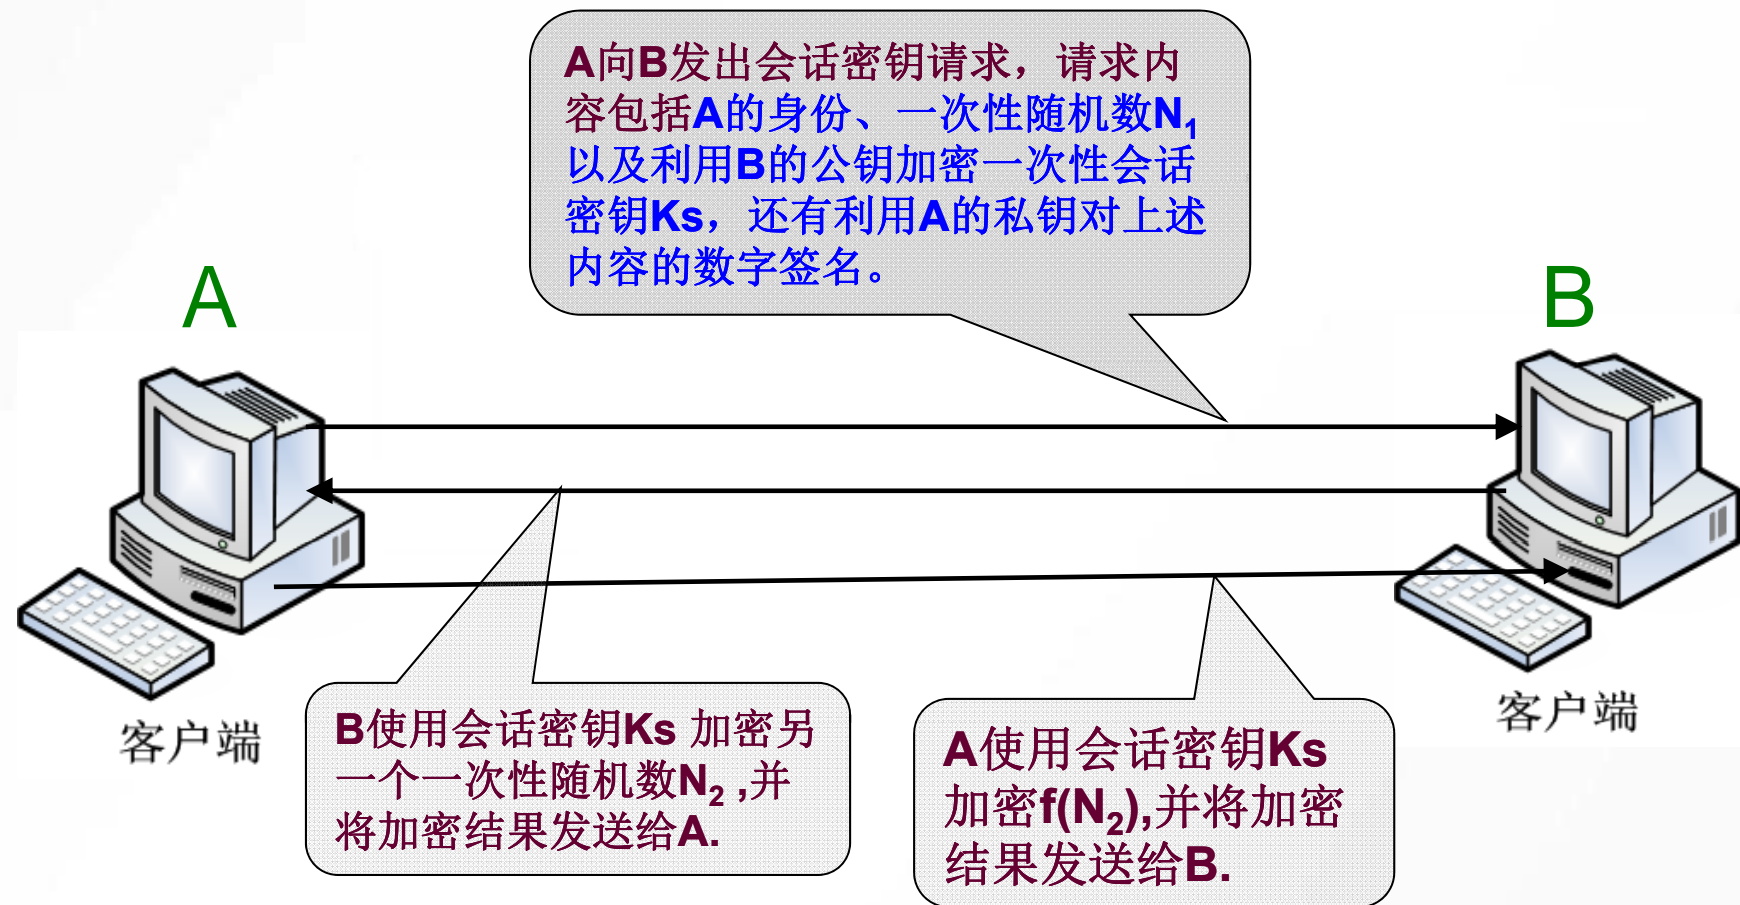 A向B发出会话密钥请求，请求内
容包括A的身份、一次性随机数N₁
以及利用B的公钥加密一次性会话
密钥Ks，还有利用A的私钥对上述
内容的数字签名。
A
B
客户端
客户端
B使用会话密钥Ks 加密另
一个一次性随机数N₂ ,并
将加密结果发送给A.
A使用会话密钥Ks
加密f(N₂),并将加密
结果发送给B.